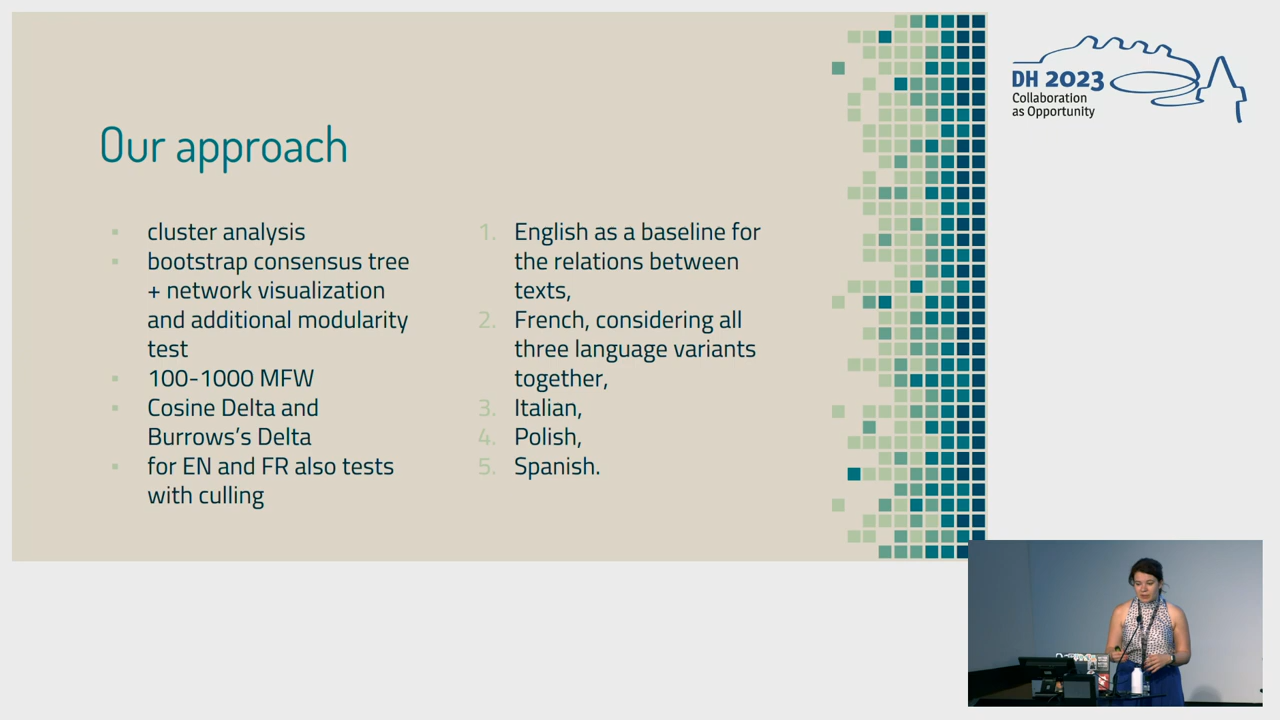 Our approach
▪ cluster analysis
▪ bootstrap consensus tree
+ network visualization
and additional modularity
test
▪ 100-1000 MFW
▪ Cosine Delta and
Burrows's Delta
▪ for EN and FR also tests
with culling
1. English as a baseline for
the relations between
texts,
2. French, considering all
three language variants
together,
3. Italian,
4. Polish,
5. Spanish.
DH 2023
Collaboration
as Opportunity